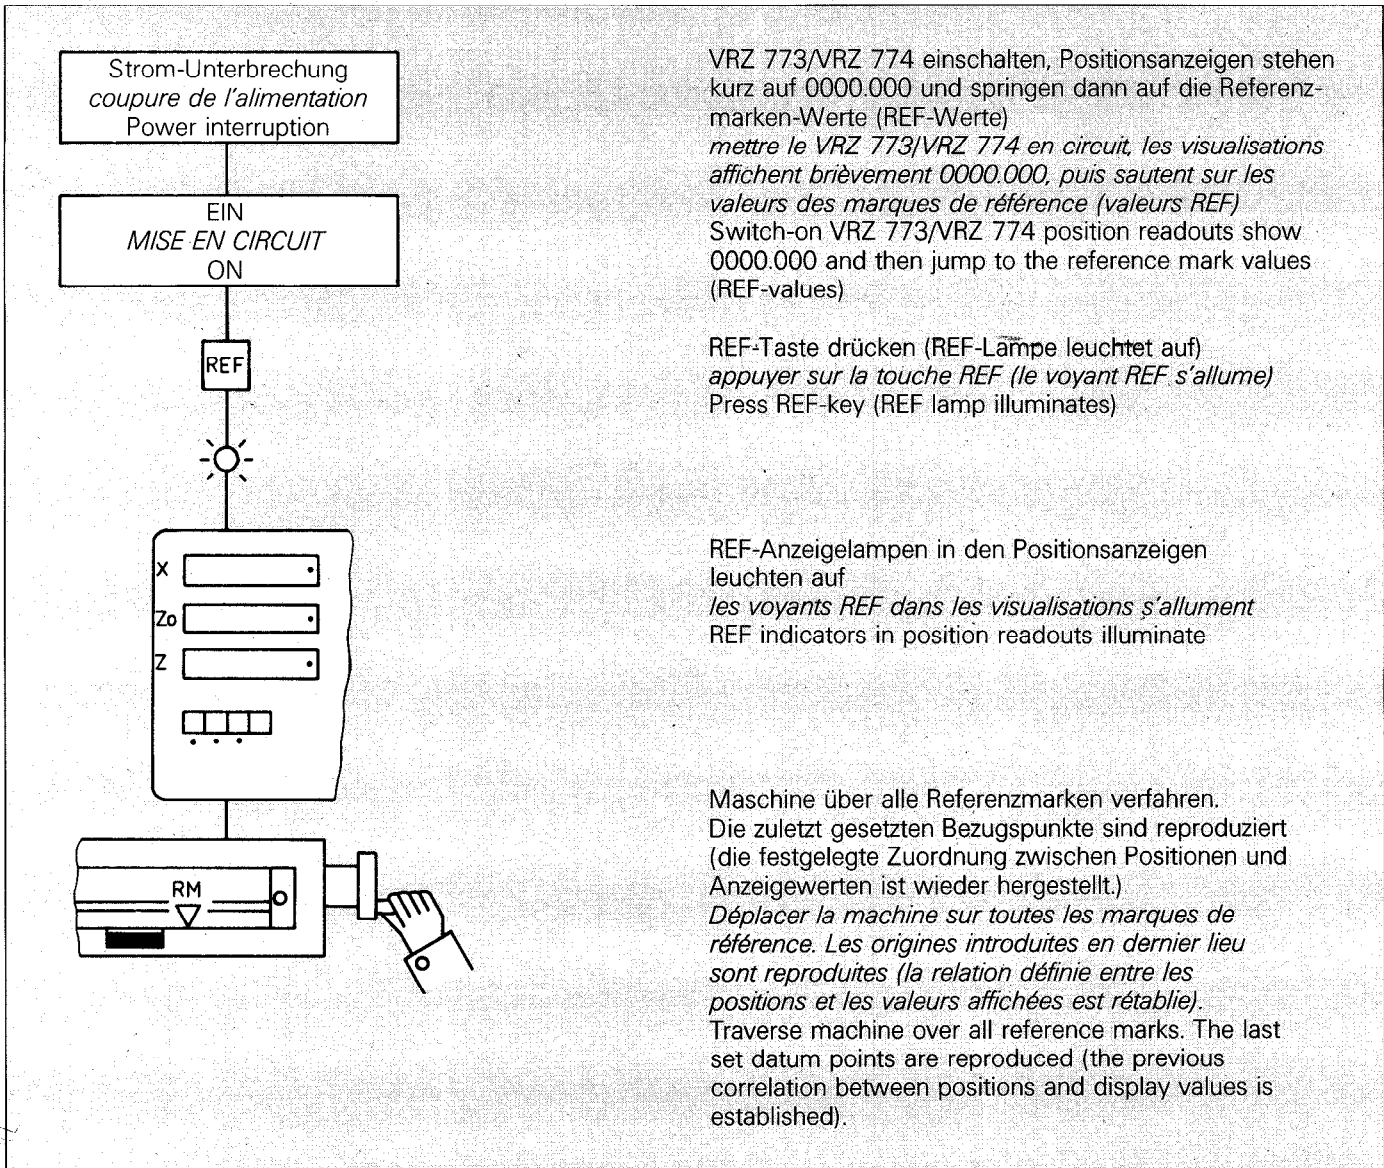 Strom-Unterbrechung
coupure de l'alimentation
Power interruption
EIN
MISE EN CIRCUIT
ON
REF
X
Zo
Z
RM
VRZ 773/VRZ 774 einschalten, Positionsanzeigen stehen
kurz auf 0000.000 und springen dann auf die Referenz-
marken-Werte (REF-Werte)
mettre le VRZ 773/VRZ 774 en circuit, les visualisations
affichent brièvement 0000.000, puis sautent sur les
valeurs des marques de référence (valeurs REF)
Switch-on VRZ 773/VRZ 774 position readouts show
0000.000 and then jump to the reference mark values
(REF-values)
REF-Taste drücken (REF-Lampe leuchtet auf)
appuyer sur la touche REF (le voyant REF s'allume)
Press REF-key (REF lamp illuminates)
REF-Anzeigelampen in den Positionsanzeigen
leuchten auf
les voyants REF dans les visualisations s'allument
REF indicators in position readouts illuminate
Maschine über alle Referenzmarken verfahren.
Die zuletzt gesetzten Bezugspunkte sind reproduziert
(die festgelegte Zuordnung zwischen Positionen und
Anzeigewerten ist wieder hergestellt.)
Déplacer la machine sur toutes les marques de
référence. Les origines introduites en dernier lieu
sont reproduites (la relation définie entre les
positions et les valeurs affichées est rétablie).
Traverse machine over all reference marks. The last
set datum points are reproduced (the previous
correlation between positions and display values is
established).